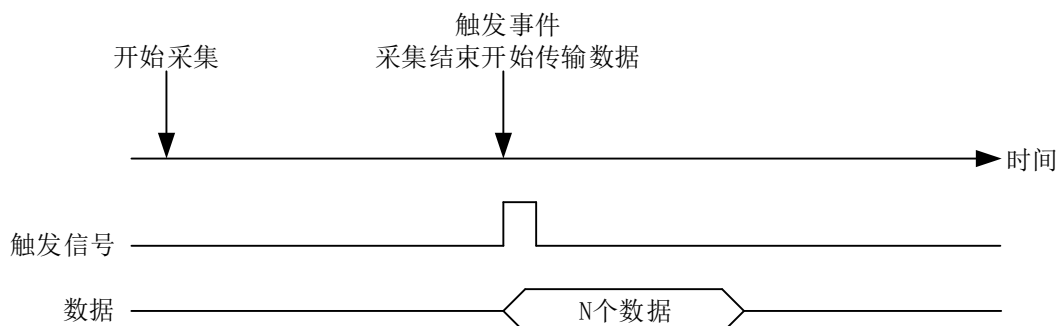 触发事件
开始采集
采集结束开始传输数据
时间
触发信号
数据
N个数据